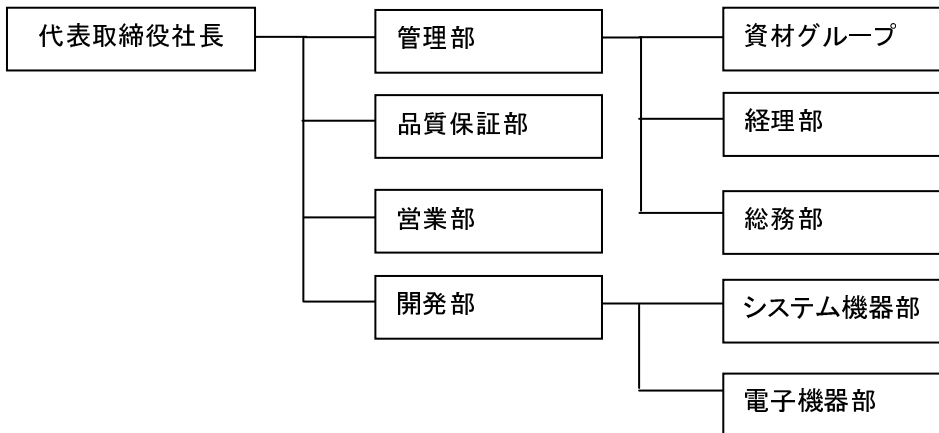 代表取締役社長
管理部
資材グループ
経理部
総務部
品質保証部
営業部
開発部
システム機器部
電子機器部